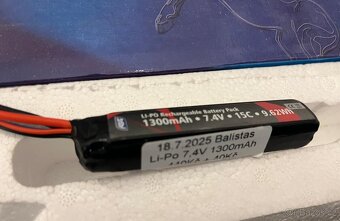 Li-PO Rechargeable Battery Pack
1300mAh • 7.4V • 15C • 9.62Wh
18.7.2025 Balistas
Li-Po 7,4V 1300mAh